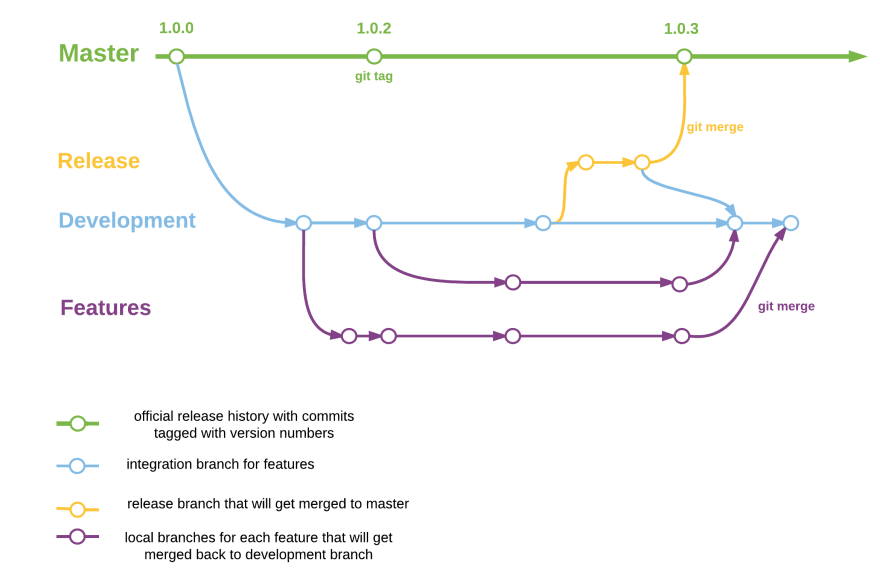 1.0.0
1.0.2
1.0.3
Master
git tag
git merge
Release
Development
Features
git merge
official release history with commits
tagged with version numbers
integration branch for features
release branch that will get merged to master
local branches for each feature that will get
merged back to development branch